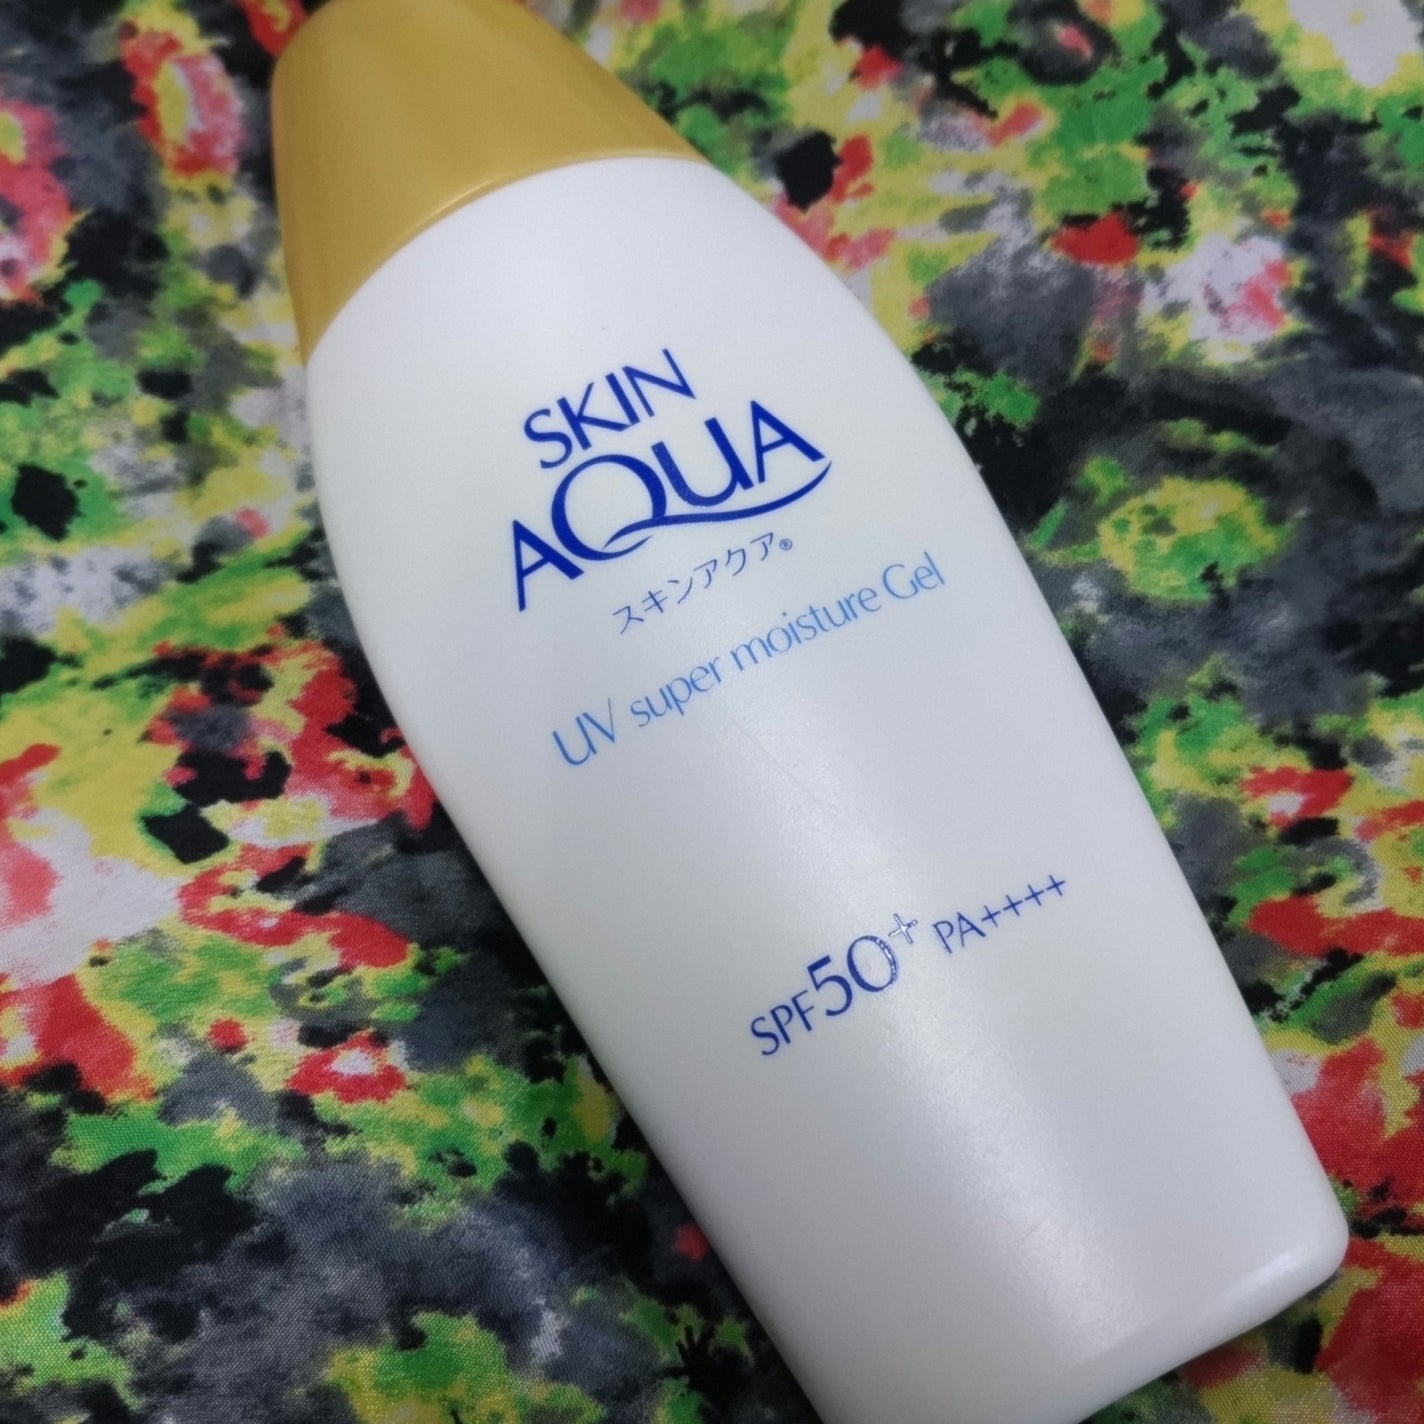 SKIN
AQUA
スキンアクア®
UV super moisture Gel
SPF50+ PA++++